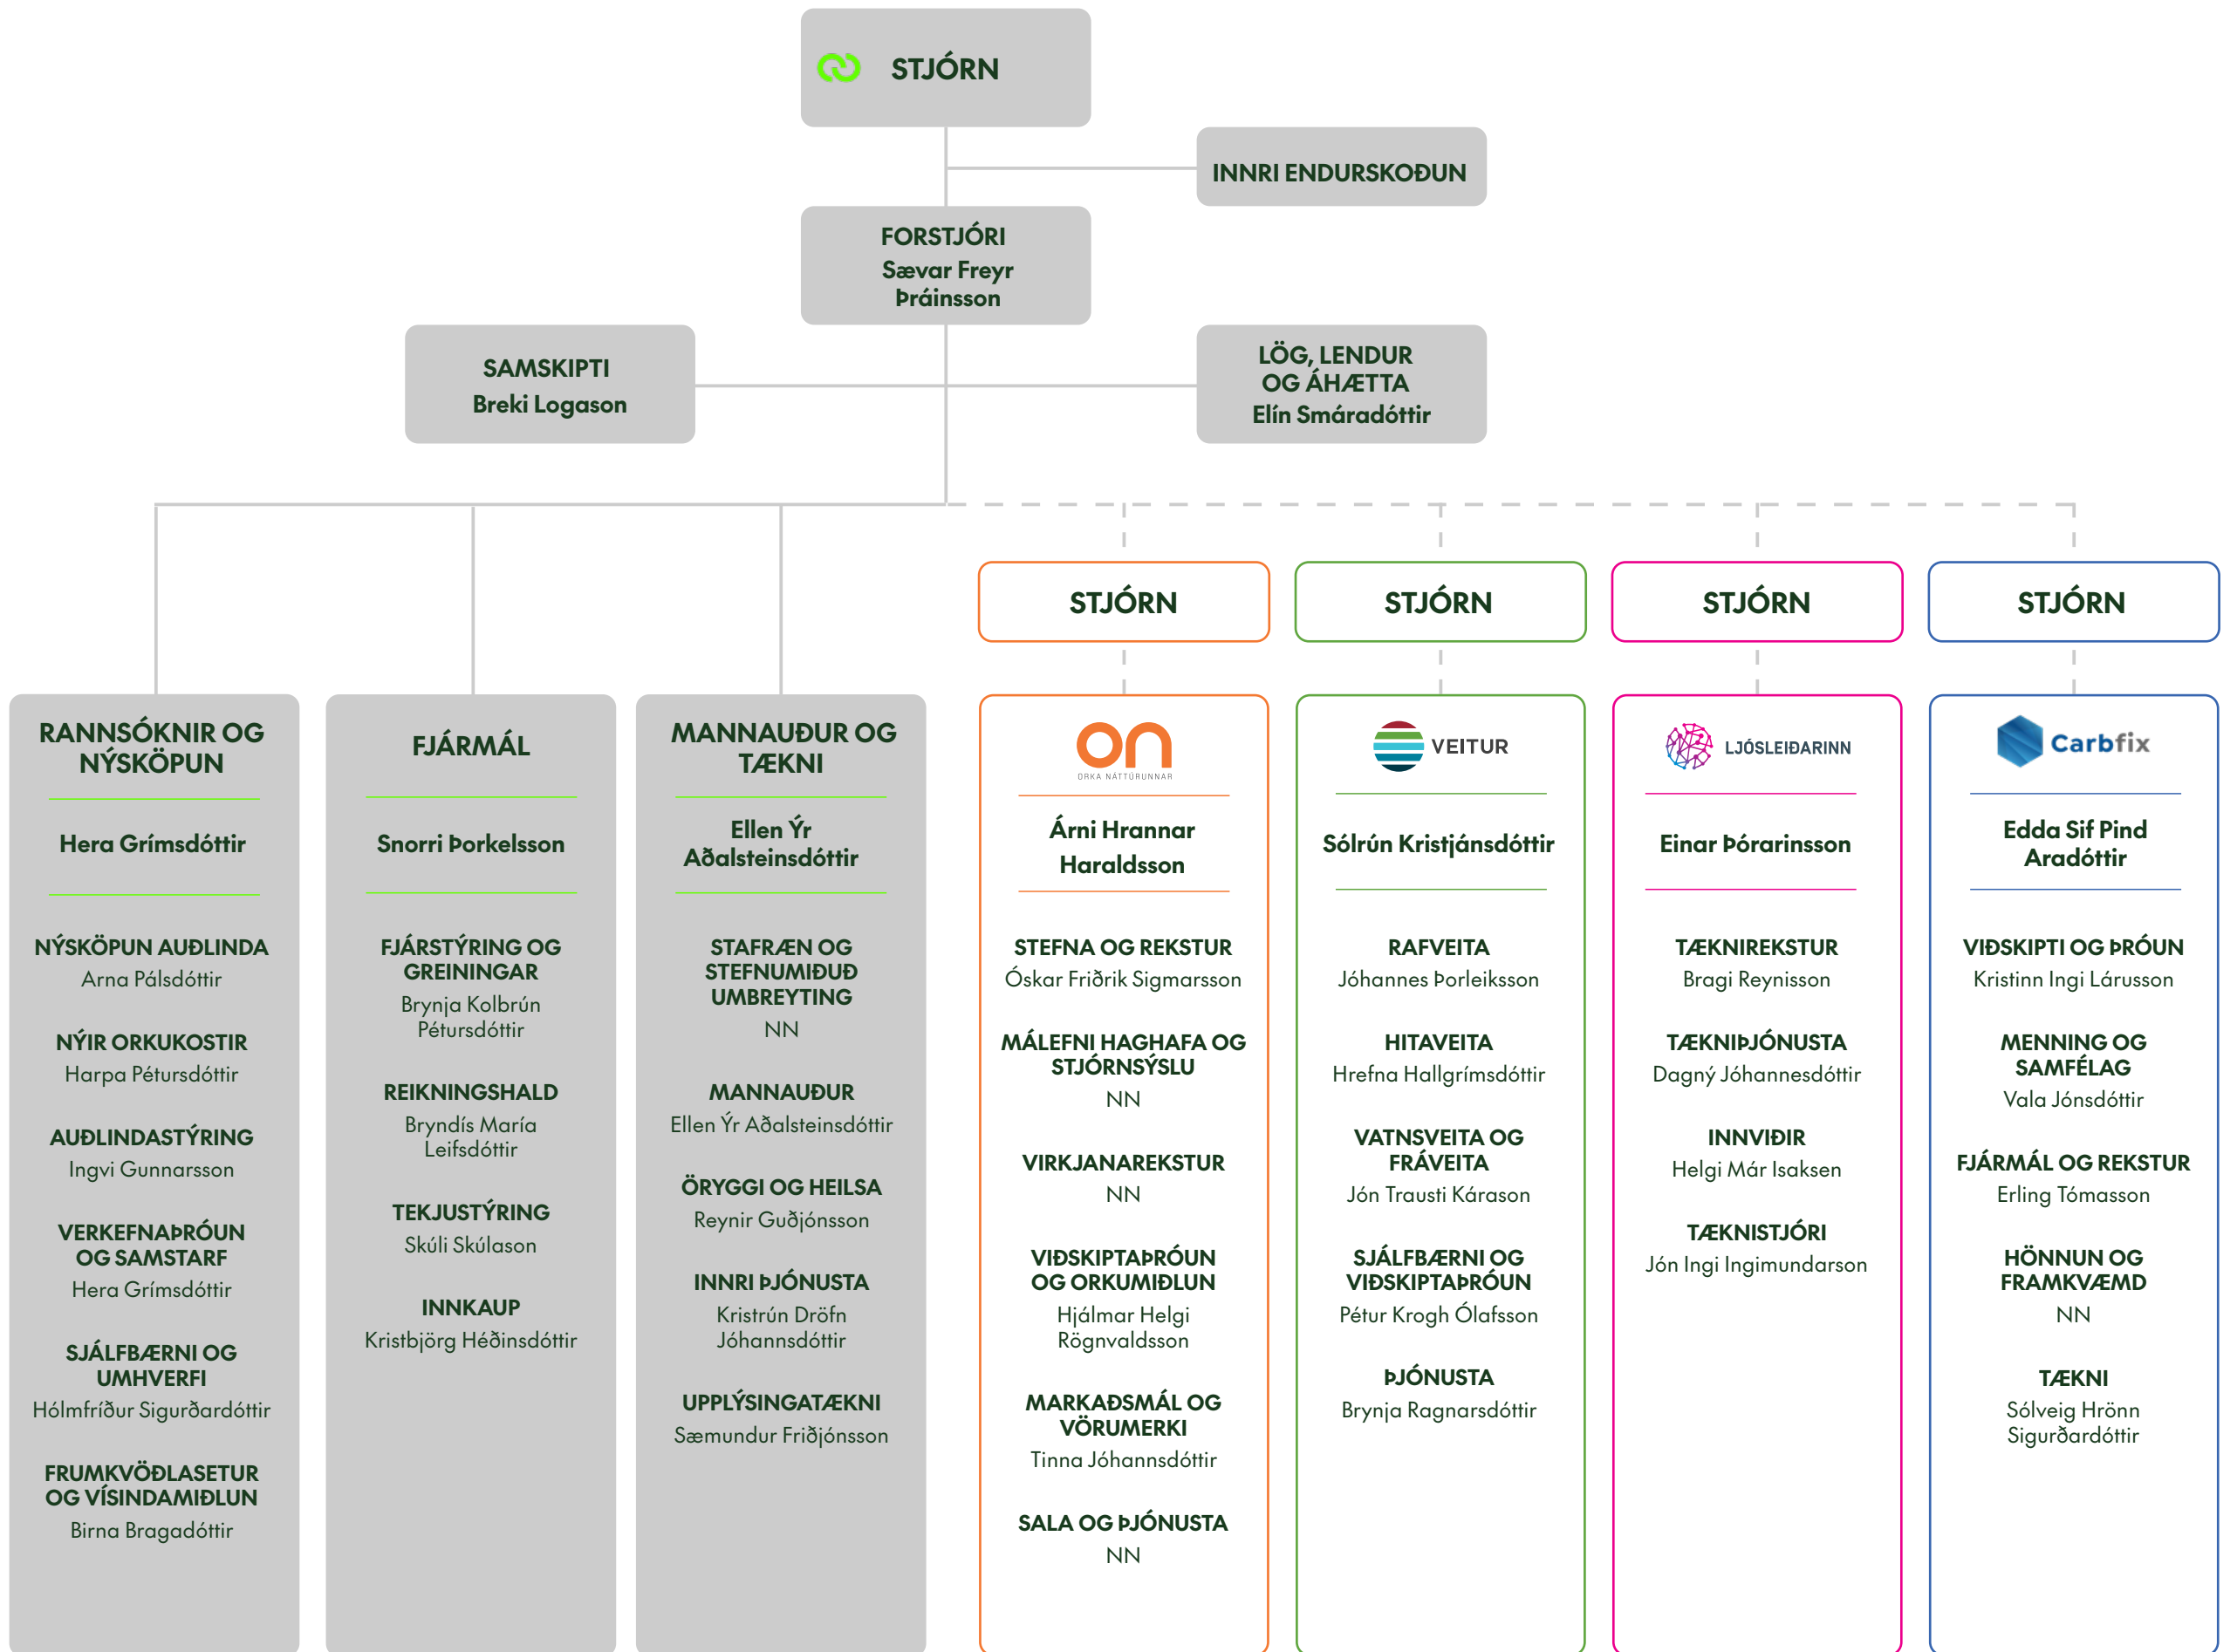 STJÓRN
INNRI ENDURSKOÐUN
FORSTJÓRI
Sævar Freyr
Þráinsson
SAMSKIPTI
Breki Logason
LÖG, LENDUR
OG ÁHÆTTA
Elín Smáradóttir
STJÓRN
STJÓRN
STJÓRN
STJÓRN
RANNSÓKNIR OG
NÝSKÖPUN
Hera Grímsdóttir
NÝSKÖPUN AUÐLINDA
Arna Pálsdóttir
NÝIR ORKUKOSTIR
Harpa Pétursdóttir
AUÐLINDASTÝRING
Ingvi Gunnarsson
VERKEFNAÞRÓUN
OG SAMSTARF
Hera Grímsdóttir
SJÁLFBÆRNI OG
UMHVERFI
Hólmfríður Sigurðardóttir
FRUMKVÖÐLASETUR
OG VÍSINDAMIÐLUN
Birna Bragadóttir
FJÁRMÁL
Snorri Þorkelsson
FJÁRSTÝRING OG
GREININGAR
Brynja Kolbrún
Pétursdóttir
REIKNINGSHALD
Bryndís María
Leifsdóttir
TEKJUSTÝRING
Skúli Skúlason
INNKAUP
Kristbjörg Héðinsdóttir
MANNAUÐUR OG
TÆKNI
Ellen Ýr
Aðalsteinsdóttir
STAFRÆN OG
STEFNUMIÐUÐ
UMBREYTING
NN
MANNAUÐUR
Ellen Ýr Aðalsteinsdóttir
ÖRYGGI OG HEILSA
Reynir Guðjónsson
INNRI ÞJÓNUSTA
Kristrún Dröfn
Jóhannsdóttir
UPPLÝSINGATÆKNI
Sæmundur Friðjónsson
on
ORKA NÁTTÚRUNNAR
Árni Hrannar
Haraldsson
STEFNA OG REKSTUR
Óskar Friðrik Sigmarsson
MÁLEFNI HAGHAFA OG
STJÓRNSÝSLU
NN
VIRKJANAREKSTUR
NN
VIÐSKIPTAÞRÓUN
OG ORKUMIÐLUN
Hjálmar Helgi
Rögnvaldsson
MARKAÐSMÁL OG
VÖRUMERKI
Tinna Jóhannsdóttir
SALA OG ÞJÓNUSTA
NN
VEITUR
Sólrún Kristjánsdóttir
RAFVEITA
Jóhannes Þorleiksson
HITAVEITA
Hrefna Hallgrímsdóttir
VATNSVEITA OG
FRÁVEITA
Jón Trausti Kárason
SJÁLFBÆRNI OG
VIÐSKIPTAÞRÓUN
Pétur Krogh Ólafsson
ÞJÓNUSTA
Brynja Ragnarsdóttir
LJÓSLEIÐARINN
Einar Þórarinsson
TÆKNIREKSTUR
Bragi Reynisson
TÆKNIÞJÓNUSTA
Dagný Jóhannesdóttir
INNVIÐIR
Helgi Már Isaksen
TÆKNISTJÓRI
Jón Ingi Ingimundarson
Carbfix
Edda Sif Pind
Aradóttir
VIÐSKIPTI OG ÞRÓUN
Kristinn Ingi Lárusson
MENNING OG
SAMFÉLAG
Vala Jónsdóttir
FJÁRMÁL OG REKSTUR
Erling Tómasson
HÖNNUN OG
FRAMKVÆMD
NN
TÆKNI
Sólveig Hrönn
Sigurðardóttir